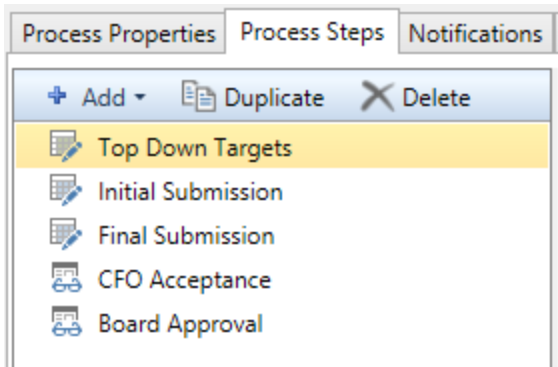 Process Properties Process Steps Notifications
Add Duplicate Delete
Top Down Targets
Initial Submission
Final Submission
CFO Acceptance
Board Approval